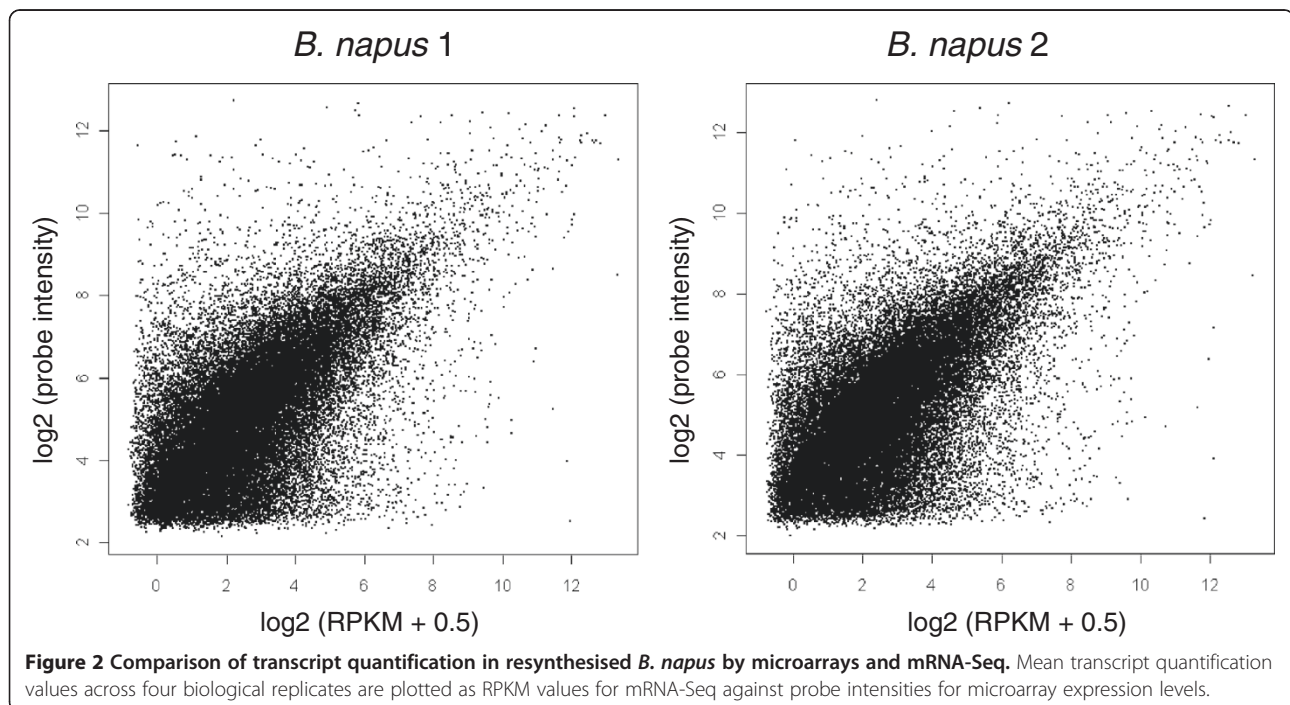 B. napus 1
B. napus 2
12
10
8
6
4
2
log2 (probe intensity)
0 2 4 6 8 10 12
log2 (RPKM + 0.5)
12
10
8
6
4
2
log2 (probe intensity)
0 2 4 6 8 10 12
log2 (RPKM + 0.5)
Figure 2 Comparison of transcript quantification in resynthesised B. napus by microarrays and mRNA-Seq. Mean transcript quantification
values across four biological replicates are plotted as RPKM values for mRNA-Seq against probe intensities for microarray expression levels.